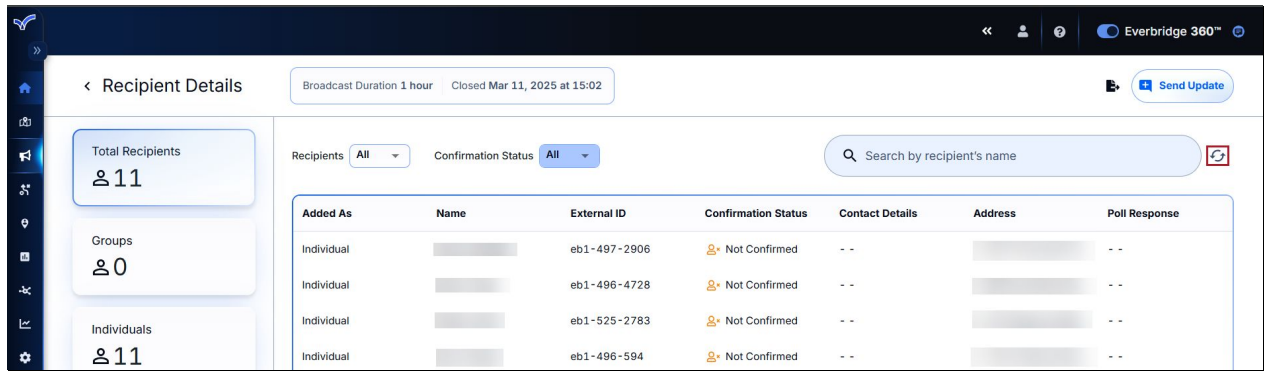 Everbridge 360™
Recipient Details
Broadcast Duration 1 hour Closed Mar 11, 2025 at 15:02
Send Update
Total Recipients
11
Groups
0
Individuals
11
Recipients All Confirmation Status All Search by recipient's name
Added As Name External ID Confirmation Status Contact Details Address Poll Response
Individual eb1-497-2906 Not Confirmed - - - -
Individual eb1-496-4728 Not Confirmed - - - -
Individual eb1-525-2783 Not Confirmed - - - -
Individual eb1-496-594 Not Confirmed - - - -